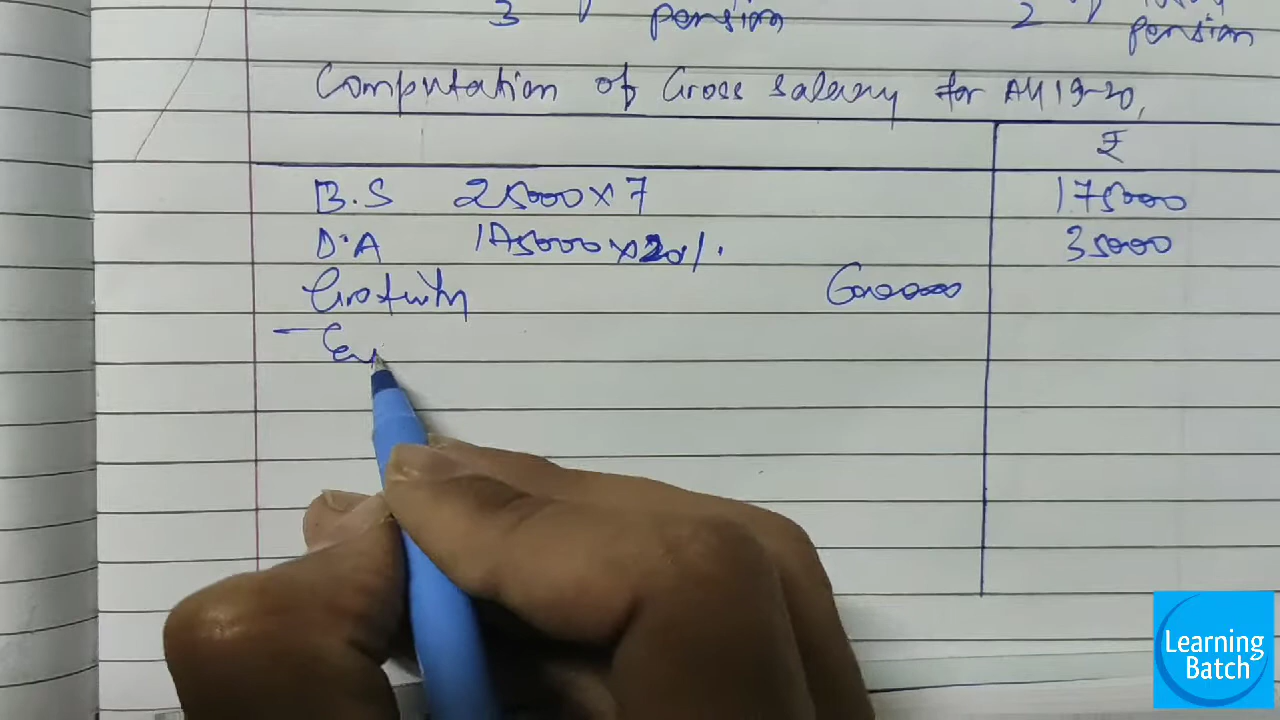 3 pension 2 pension
Computation of Gross salary for AY 19-20,
₹
B.S 25000×7 175000
D.A 175000×20%. 35000
Gratuity 600000
Learning
Batch